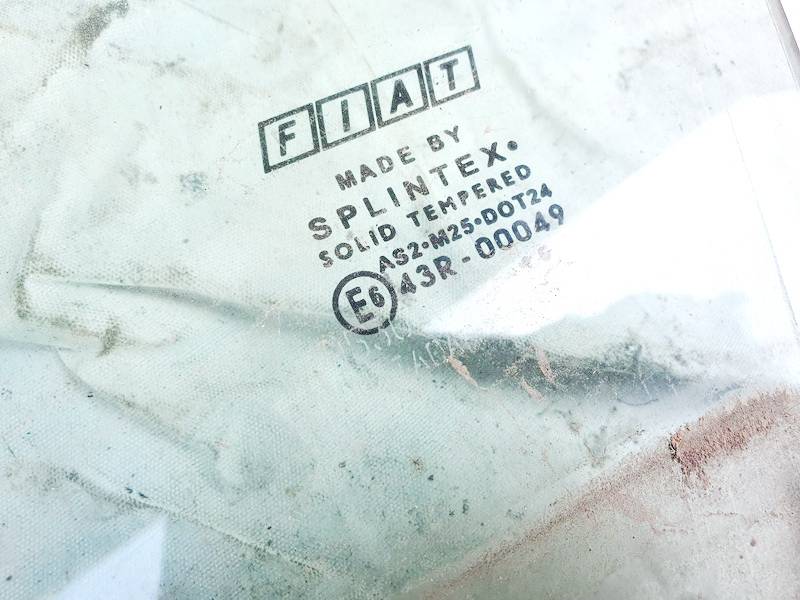 FIAT
MADE BY
SPLINTEX•
SOLID TEMPERED
AS2•M25•DOT24
E6 43R-00049